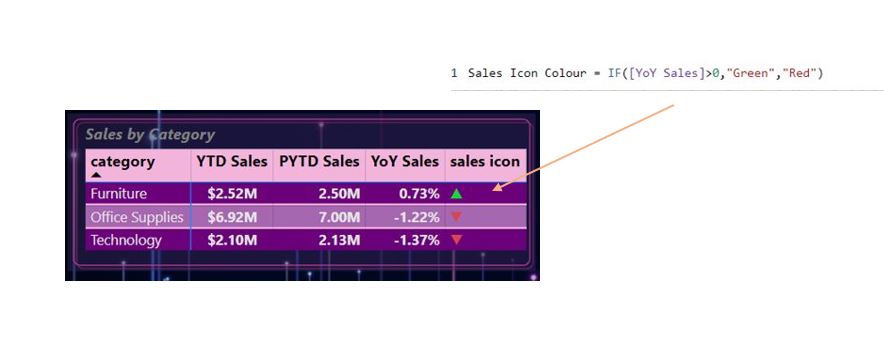 1 Sales Icon Colour = IF([YoY Sales]>0,"Green","Red")
Sales by Category
category YTD Sales PYTD Sales YoY Sales sales icon
Furniture $2.52M 2.50M 0.73%
Office Supplies $6.92M 7.00M -1.22%
Technology $2.10M 2.13M -1.37%